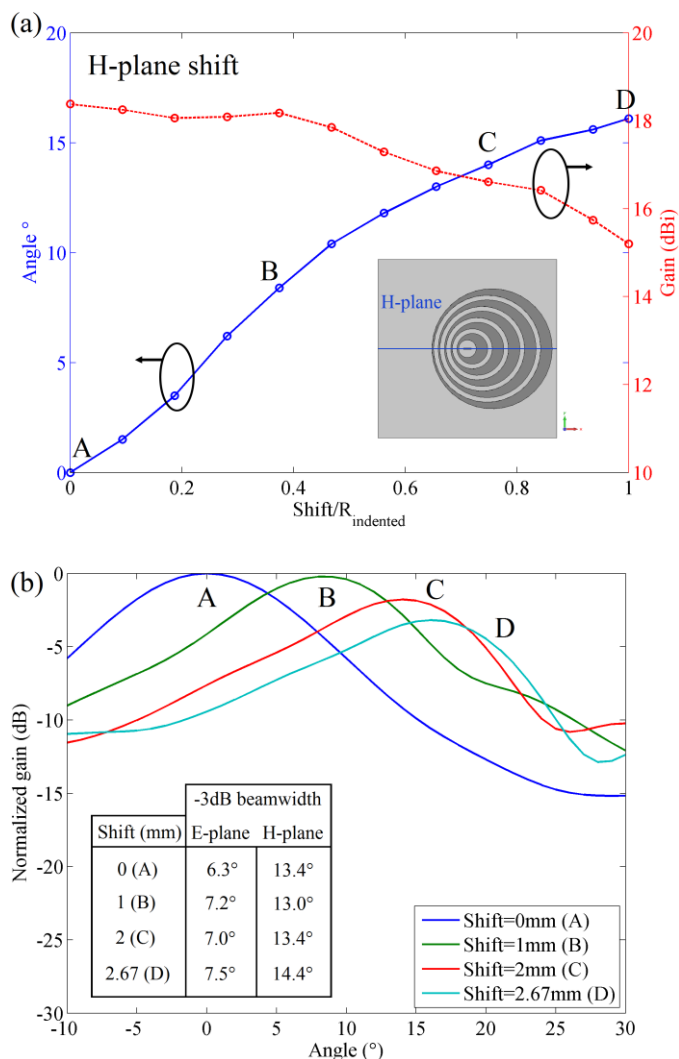 (a)
H-plane shift
20
15
10
5
0
Angle °
20
18
16
14
12
10
Gain (dBi)
A
B
C
D
H-plane
0
0.2
0.4
0.6
0.8
1
Shift/R_indented
(b)
0
-5
-10
-15
-20
-25
-30
Normalized gain (dB)
A
B
C
D
-3dB beamwidth
Shift (mm) E-plane H-plane
0 (A) 6.3° 13.4°
1 (B) 7.2° 13.0°
2 (C) 7.0° 13.4°
2.67 (D) 7.5° 14.4°
Shift=0mm (A)
Shift=1mm (B)
Shift=2mm (C)
Shift=2.67mm (D)
-10
-5
0
5
10
15
20
25
30
Angle (°)